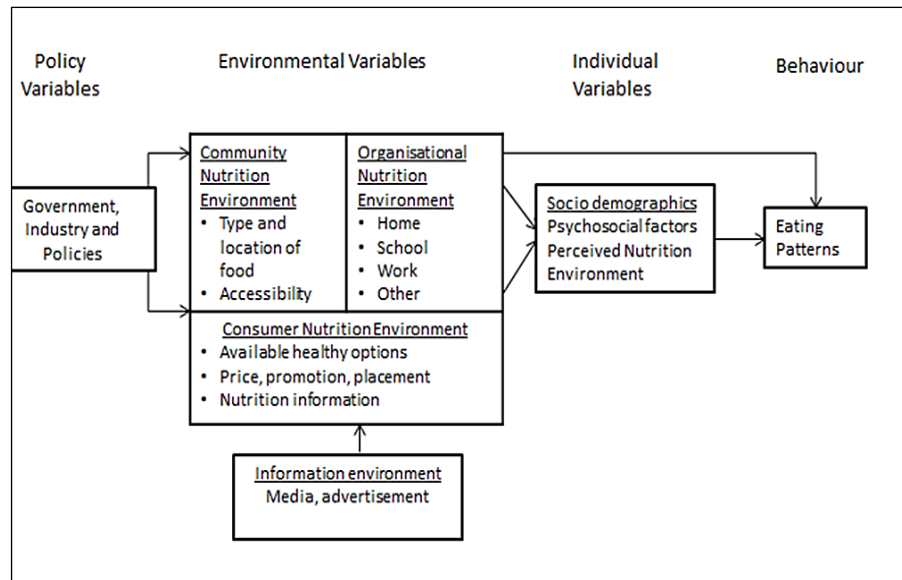 Policy
Variables
Environmental Variables
Individual
Variables
Behaviour
Government,
Industry and
Policies
Community
Nutrition
Environment
• Type and
location of
food
• Accessibility
Organisational
Nutrition
Environment
• Home
• School
• Work
• Other
Consumer Nutrition Environment
• Available healthy options
• Price, promotion, placement
• Nutrition information
Information environment
Media, advertisement
Socio demographics
Psychosocial factors
Perceived Nutrition
Environment
Eating
Patterns